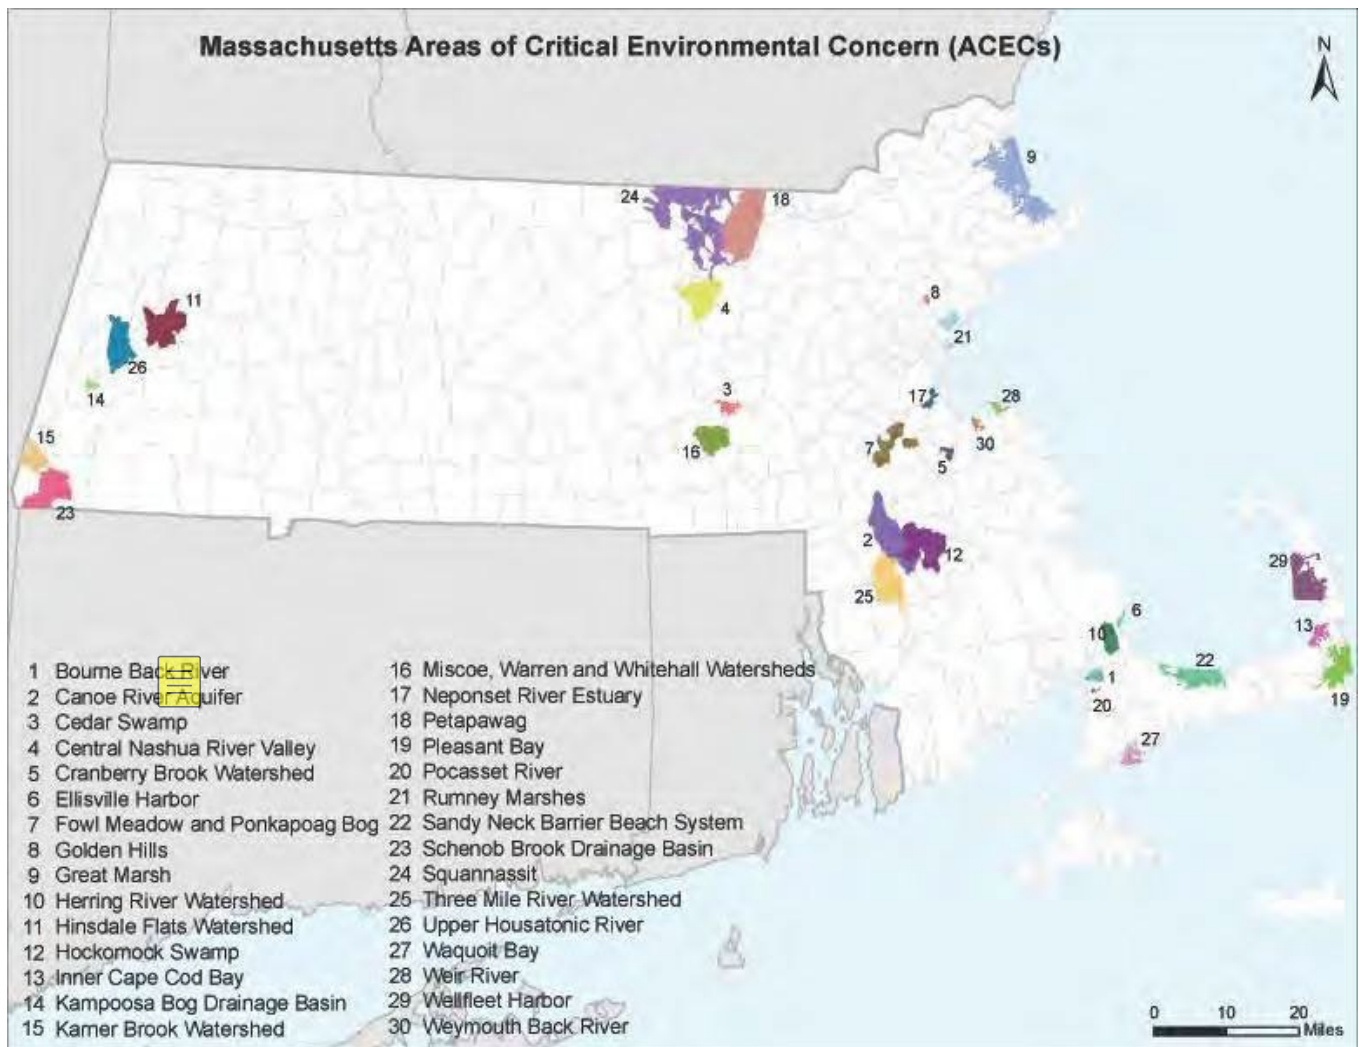 Massachusetts Areas of Critical Environmental Concern (ACECs)
N
9
24
18
11
4
8
21
26
14
3
17
28
15
16
7
30
5
23
2
12
29
25
6
10
13
22
1
20
19
27
1 Bourne Back River
2 Canoe River Aquifer
3 Cedar Swamp
4 Central Nashua River Valley
5 Cranberry Brook Watershed
6 Ellisville Harbor
7 Fowl Meadow and Ponkapoag Bog
8 Golden Hills
9 Great Marsh
10 Herring River Watershed
11 Hinsdale Flats Watershed
12 Hockomock Swamp
13 Inner Cape Cod Bay
14 Kampoosa Bog Drainage Basin
15 Karner Brook Watershed
16 Miscoe, Warren and Whitehall Watersheds
17 Neponset River Estuary
18 Petapawag
19 Pleasant Bay
20 Pocasset River
21 Rumney Marshes
22 Sandy Neck Barrier Beach System
23 Schenob Brook Drainage Basin
24 Squannassit
25 Three Mile River Watershed
26 Upper Housatonic River
27 Waquoit Bay
28 Weir River
29 Wellfleet Harbor
30 Weymouth Back River
0 10 20
Miles